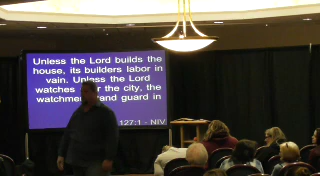 Unless the Lord builds the
house, its builders labor in
vain. Unless the Lord
watches the city, the
watchmen and guard in
127:1 - NIV